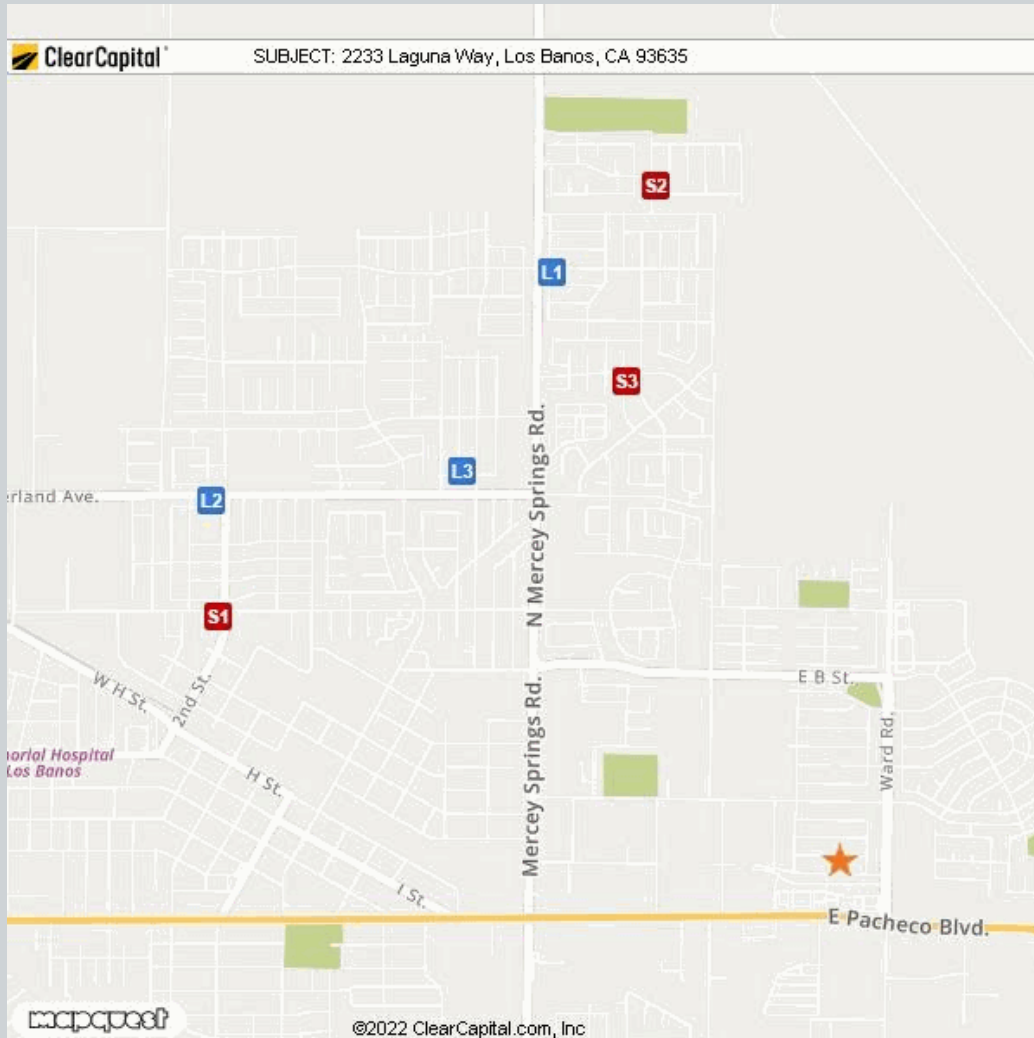 ClearCapital
SUBJECT: 2233 Laguna Way, Los Banos, CA 93635
S2
L1
S3
N Mercey Springs Rd.
L3
erland Ave.
L2
S1
E B St.
W H St.
2nd St.
Mercey Springs Rd.
Ward Rd.
orial Hospital
Los Banos
H St.
I St.
E Pacheco Blvd.
mapquest
©2022 ClearCapital.com, Inc